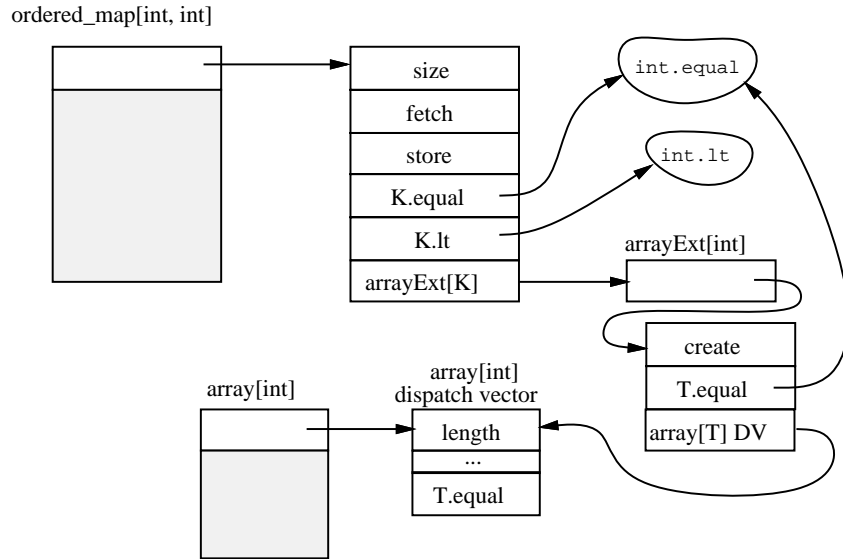 ordered_map[int, int]
size
fetch
store
K.equal
K.lt
arrayExt[K]
int.equal
int.lt
arrayExt[int]
create
T.equal
array[T] DV
array[int]
array[int]
dispatch vector
length
...
T.equal